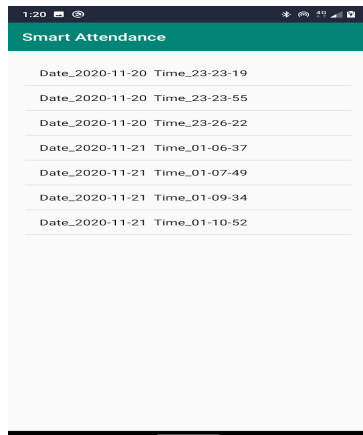 1:20 4G
Smart Attendance
Date_2020-11-20 Time_23-23-19
Date_2020-11-20 Time_23-23-55
Date_2020-11-20 Time_23-26-22
Date_2020-11-21 Time_01-06-37
Date_2020-11-21 Time_01-07-49
Date_2020-11-21 Time_01-09-34
Date_2020-11-21 Time_01-10-52